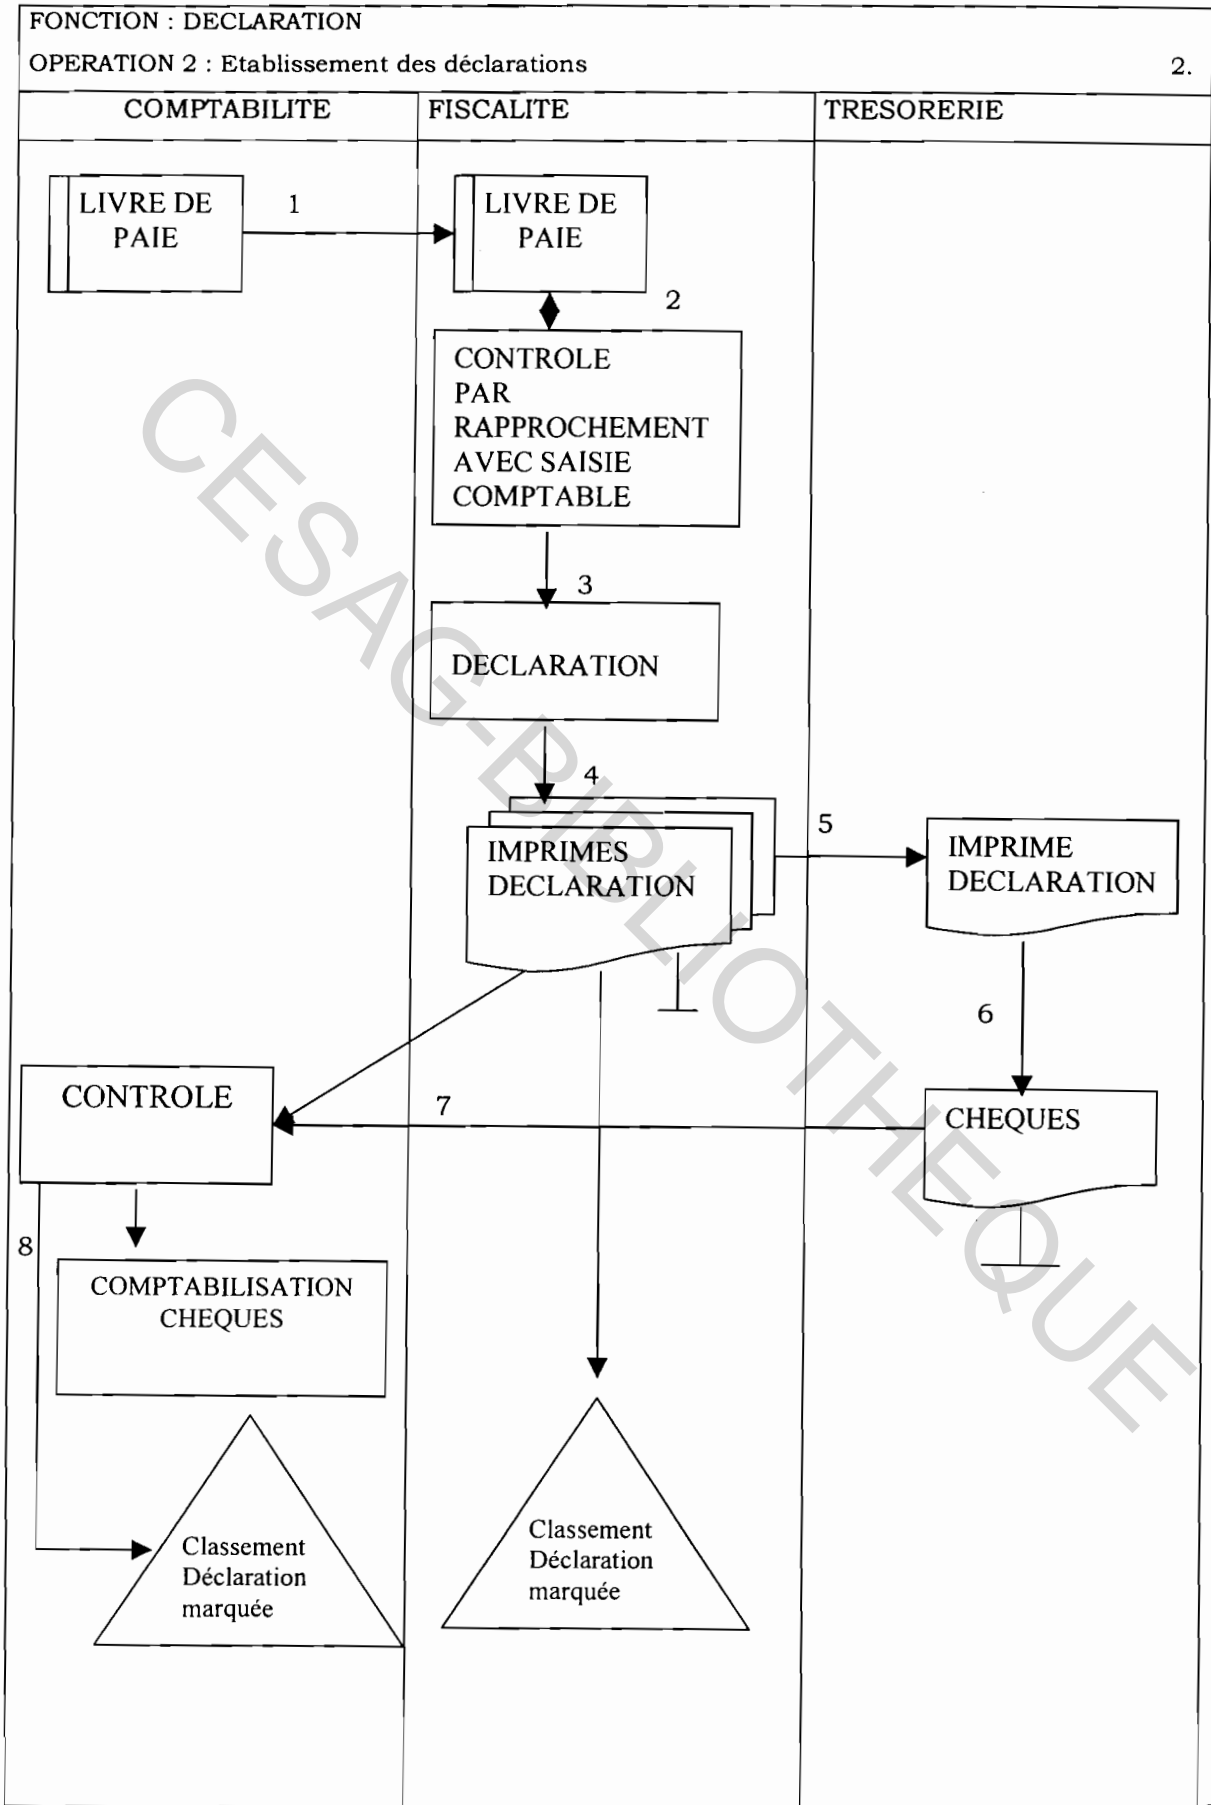 FONCTION : DECLARATION
OPERATION 2 : Etablissement des déclarations
2.
COMPTABILITE
FISCALITE
TRESORERIE
LIVRE DE
PAIE
1
LIVRE DE
PAIE
2
CONTROLE
PAR
RAPPROCHEMENT
AVEC SAISIE
COMPTABLE
3
DECLARATION
4
IMPRIMES
DECLARATION
5
IMPRIME
DECLARATION
6
CONTROLE
7
CHEQUES
8
COMPTABILISATION
CHEQUES
Classement
Déclaration
marquée
Classement
Déclaration
marquée
CESAG-BIBLIOTHEQUE